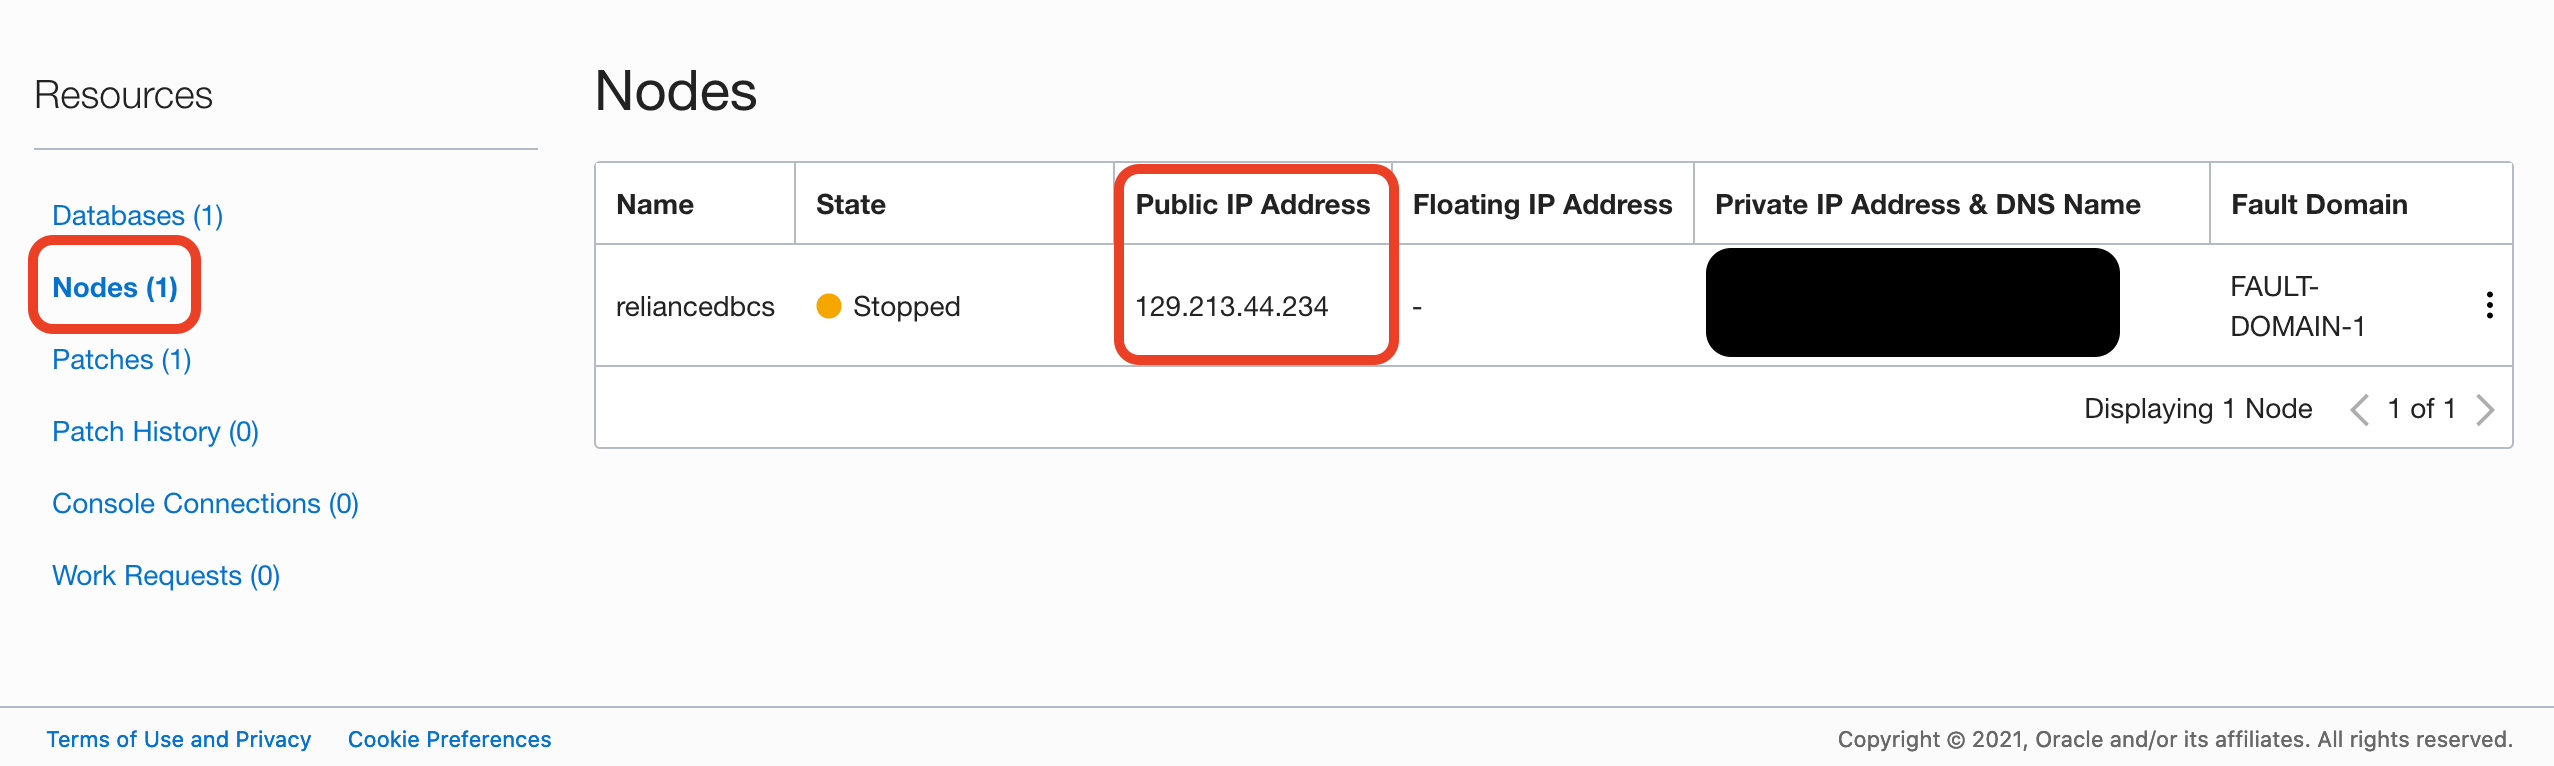 Resources
Databases (1)
Nodes (1)
Patches (1)
Patch History (0)
Console Connections (0)
Work Requests (0)
Nodes
Name State Public IP Address Floating IP Address Private IP Address & DNS Name Fault Domain
reliancedbcs Stopped 129.213.44.234 - FAULT-
DOMAIN-1
Displaying 1 Node 1 of 1
Terms of Use and Privacy Cookie Preferences Copyright © 2021, Oracle and/or its affiliates. All rights reserved.